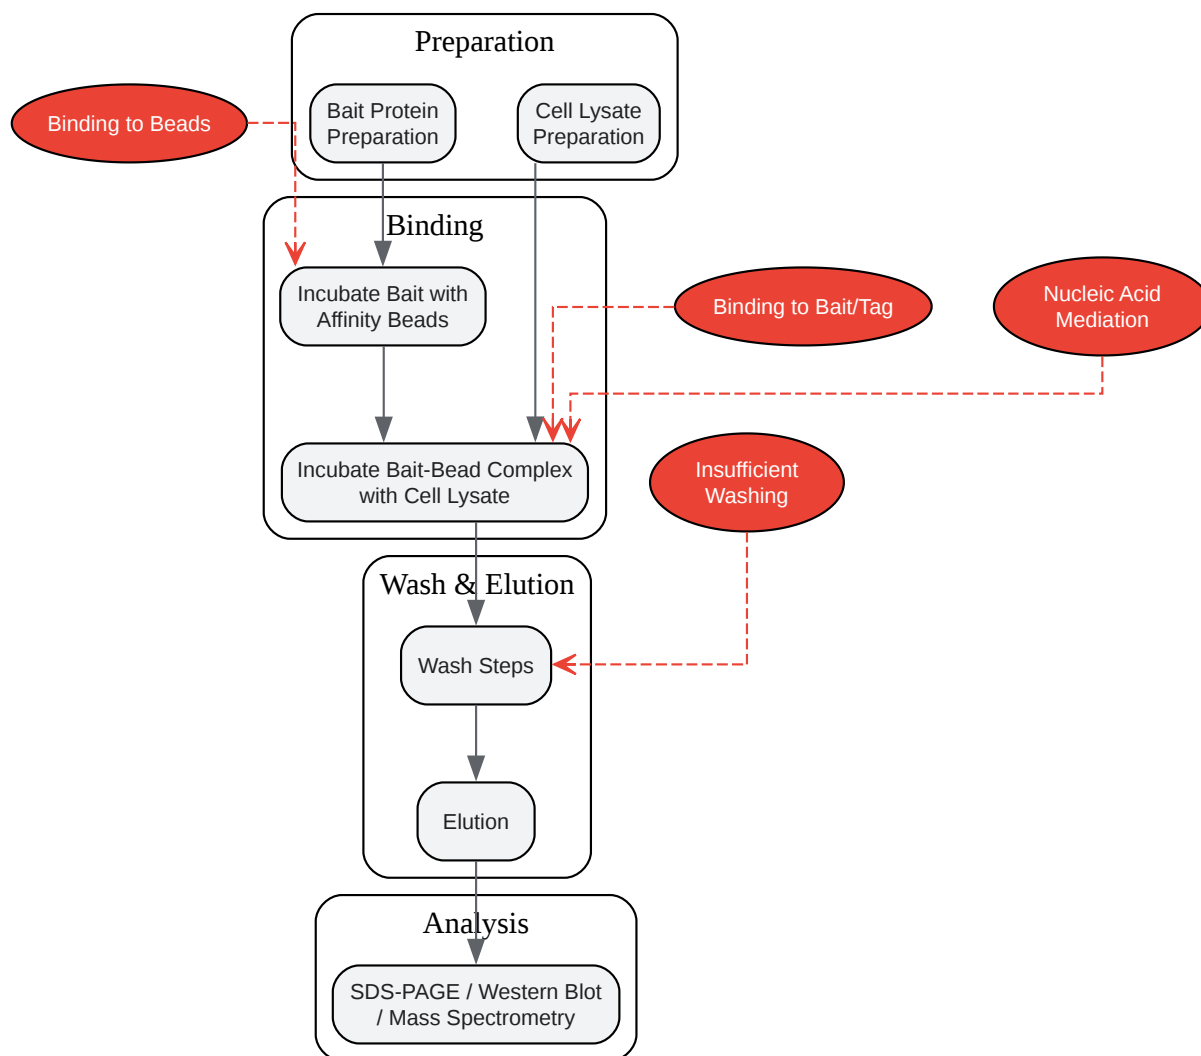 Preparation
Bait Protein
Preparation
Cell Lysate
Preparation
Binding to Beads
Binding
Incubate Bait with
Affinity Beads
Binding to Bait/Tag
Nucleic Acid
Mediation
Incubate Bait-Bead Complex
with Cell Lysate
Insufficient
Washing
Wash & Elution
Wash Steps
Elution
Analysis
SDS-PAGE / Western Blot
/ Mass Spectrometry